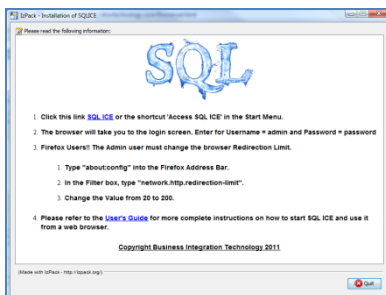 IzPack - Installation of SQLICE
Please read the following information:
SQL
1. Click this link SQL ICE or the shortcut 'Access SQL ICE' in the Start Menu.
2. The browser will take you to the login screen. Enter for Username = admin and Password = password
3. Firefox Users!! The Admin user must change the browser Redirection Limit.
1. Type "about:config" into the Firefox Address Bar.
2. In the Filter box, type "network.http.redirection-limit".
3. Change the Value from 20 to 200.
4. Please refer to the User's Guide for more complete instructions on how to start SQL ICE and use it
from a web browser.
Copyright Business Integration Technology 2011
(Made with IzPack - http://izpack.org/)
Quit